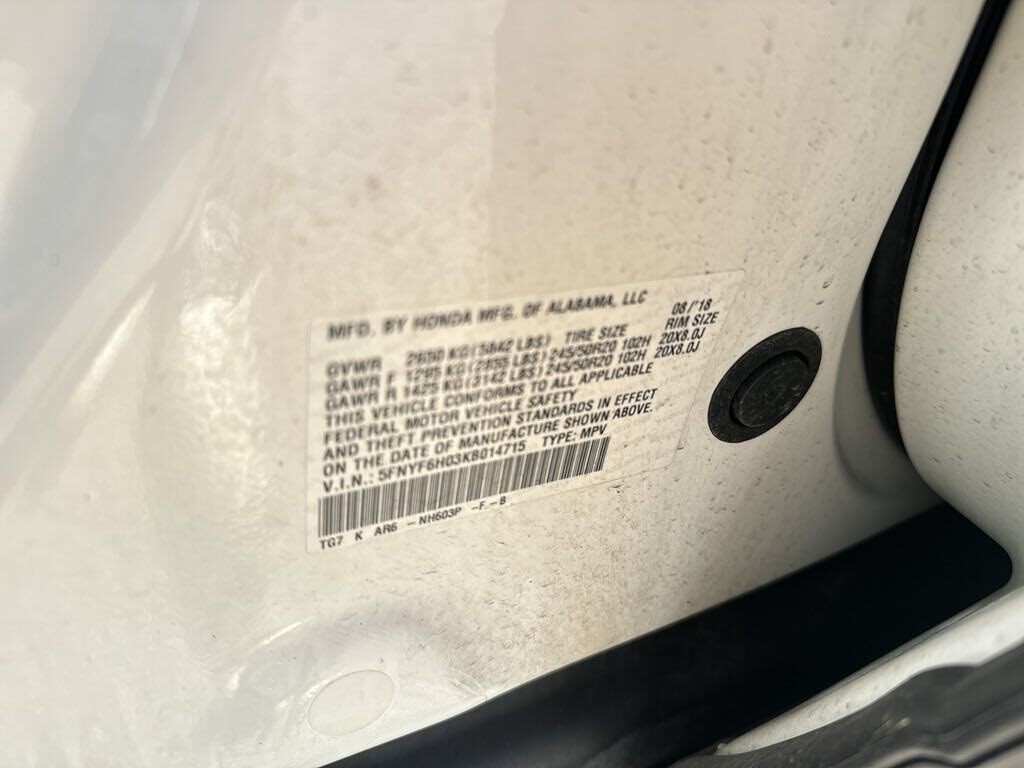 MFD. BY HONDA MFG. OF ALABAMA, LLC 08/'18
GVWR 2650 KG (5842 LBS) TIRE SIZE RIM SIZE
GAWR F 1295 KG (2855 LBS) 245/50R20 102H 20X8.0J
GAWR R 1425 KG (3142 LBS) 245/50R20 102H 20X8.0J
THIS VEHICLE CONFORMS TO ALL APPLICABLE
FEDERAL MOTOR VEHICLE SAFETY
AND THEFT PREVENTION STANDARDS IN EFFECT
ON THE DATE OF MANUFACTURE SHOWN ABOVE.
V.I.N.: 5FNYF6H03KB014715 TYPE: MPV
TG7 K AR6 -NH603P -F-B